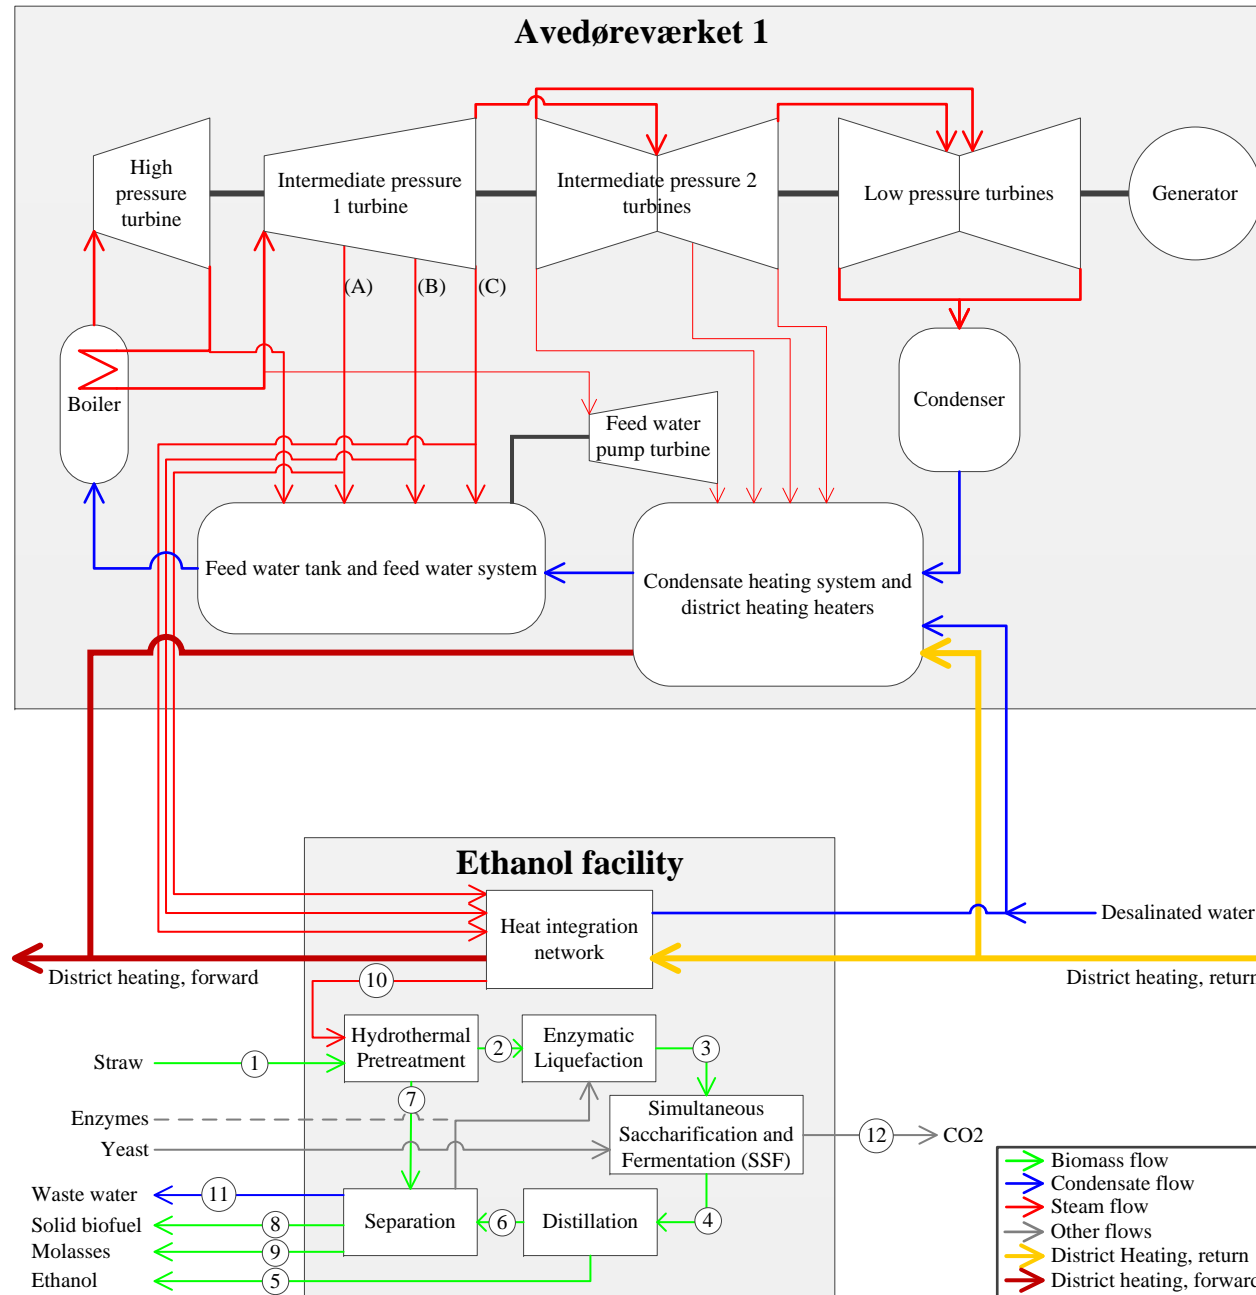 Avedøreværket 1
High
pressure
turbine
Intermediate pressure
1 turbine
Intermediate pressure 2
turbines
Low pressure turbines
Generator
(A)
(B)
(C)
Boiler
Feed water
pump turbine
Condenser
Feed water tank and feed water system
Condensate heating system and
district heating heaters
Ethanol facility
Heat integration
network
Desalinated water
District heating, forward
District heating, return
10
Hydrothermal
Pretreatment
Enzymatic
Liquefaction
Straw
1
2
3
7
Enzymes
Yeast
Simultaneous
Saccharification and
Fermentation (SSF)
12
CO2
Waste water
11
Solid biofuel
8
Molasses
9
Ethanol
5
Separation
6
Distillation
4
Biomass flow
Condensate flow
Steam flow
Other flows
District Heating, return
District heating, forward